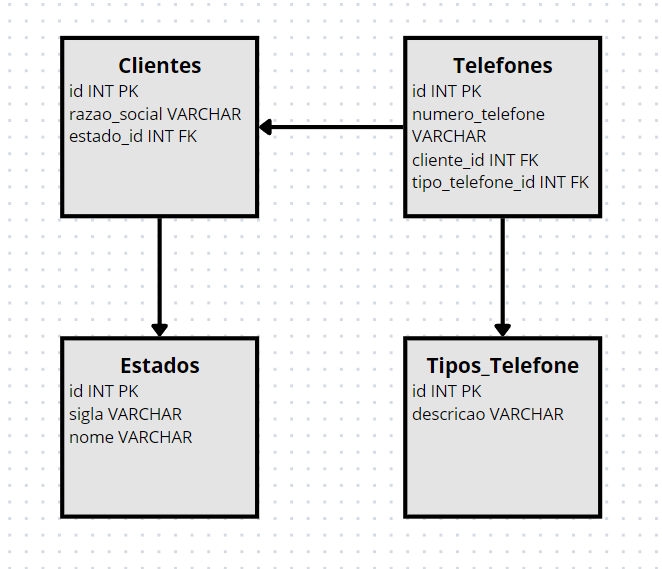 Clientes
id INT PK
razao_social VARCHAR
estado_id INT FK
Telefones
id INT PK
numero_telefone
VARCHAR
cliente_id INT FK
tipo_telefone_id INT FK
Estados
id INT PK
sigla VARCHAR
nome VARCHAR
Tipos_Telefone
id INT PK
descricao VARCHAR